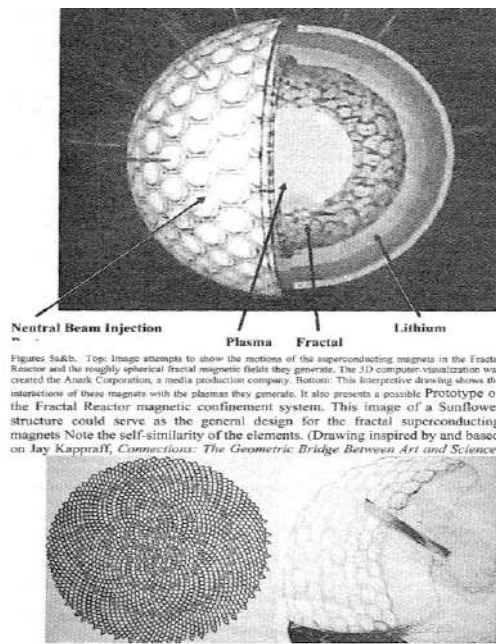 Neutral Beam Injection
Plasma Fractal Lithium
Figures 5a&b. Top: Image attempts to show the motions of the superconducting magnets in the Fracta
Reactor and the roughly spherical fractal magnetic fields they generate. The 3D computer-visualization wa
created the Anark Corporation, a media production company. Bottom: This interpretive drawing shows th
interactions of these magnets with the plasmas they generate. It also presents a possible Prototype o
the Fractal Reactor magnetic confinement system. This image of a Sunflowe
structure could serve as the general design for the fractal superconducting
magnets Note the self-similarity of the elements. (Drawing inspired by and based
on Jay Kappraff, Connections: The Geometric Bridge Between Art and Science